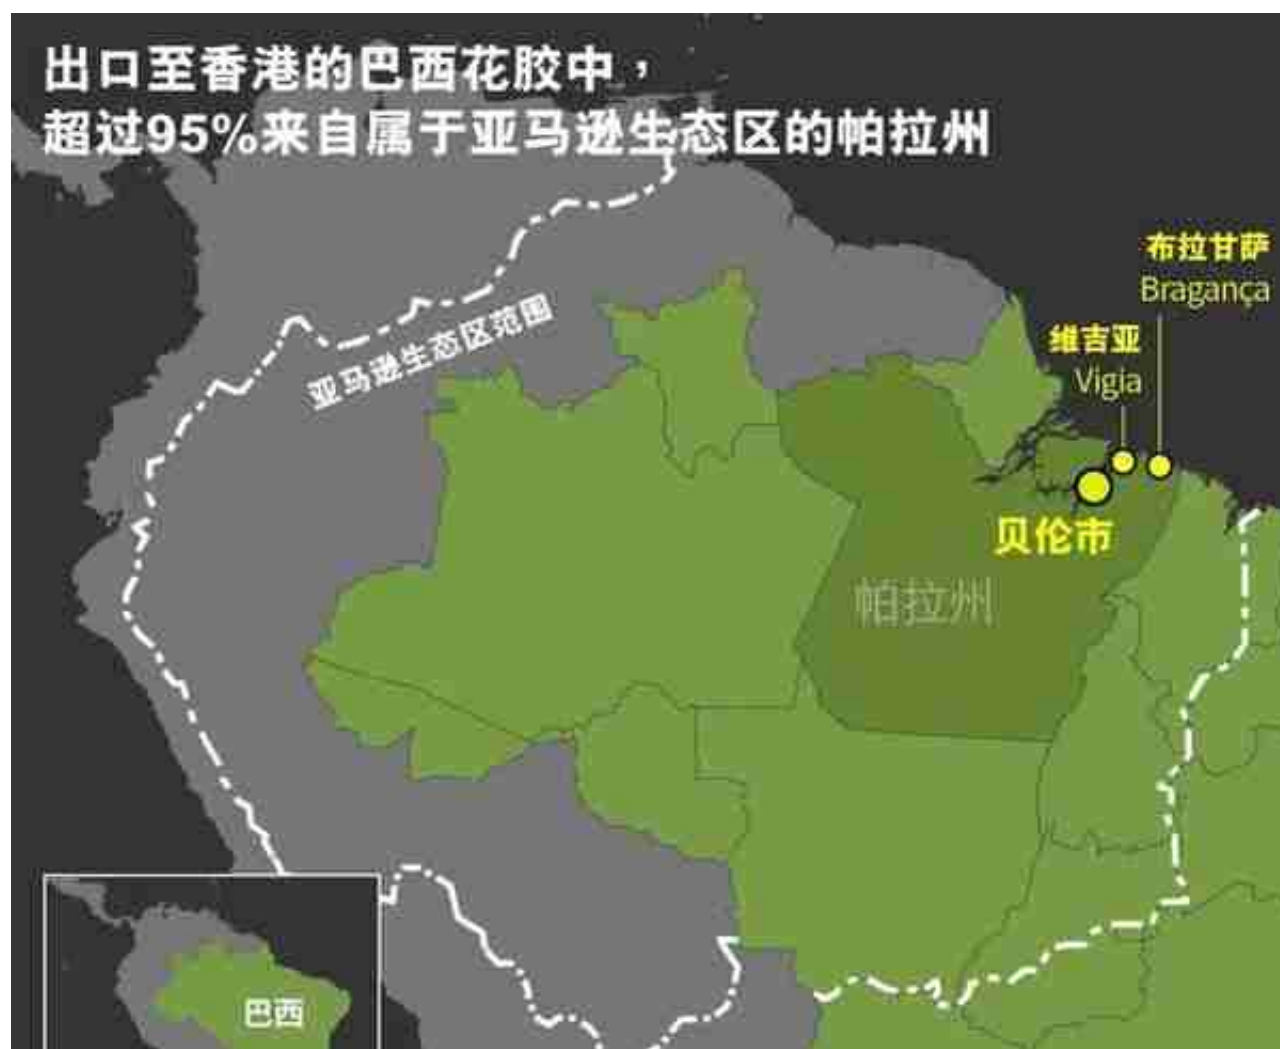 出口至香港的巴西花胶中，
超过95%来自属于亚马逊生态区的帕拉州
布拉甘萨
Bragança
维吉亚
Vigia
亚马逊生态区范围
贝伦市
帕拉州
巴西